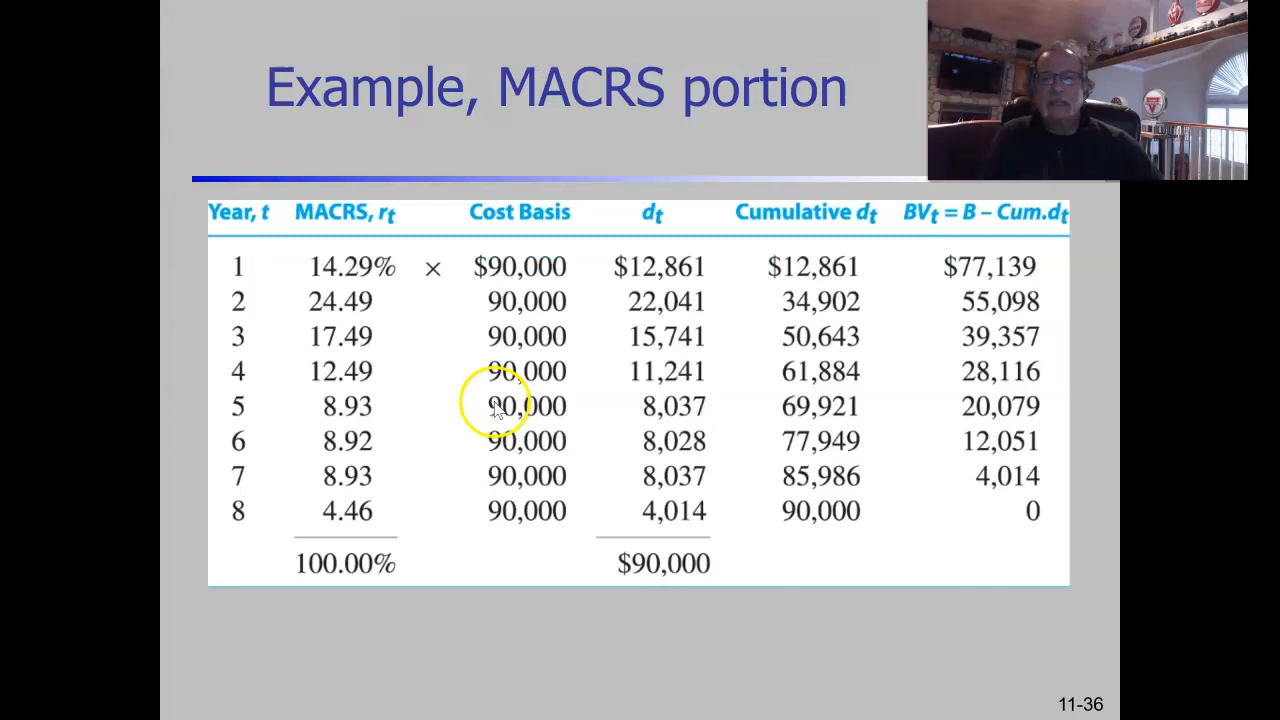 Example, MACRS portion
Year, t MACRS, rt Cost Basis dt Cumulative dt BVt = B – Cum.dt
1 14.29% × $90,000 $12,861 $12,861 $77,139
2 24.49 90,000 22,041 34,902 55,098
3 17.49 90,000 15,741 50,643 39,357
4 12.49 90,000 11,241 61,884 28,116
5 8.93 90,000 8,037 69,921 20,079
6 8.92 90,000 8,028 77,949 12,051
7 8.93 90,000 8,037 85,986 4,014
8 4.46 90,000 4,014 90,000 0
100.00% $90,000
11-36